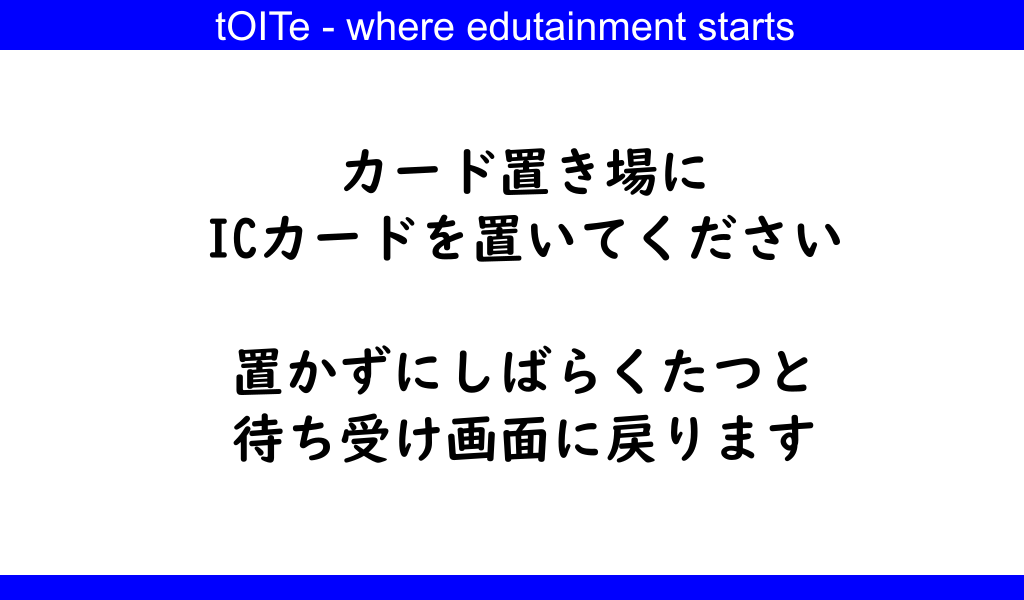 tOITe - where edutainment starts
カード置き場に
ICカードを置いてください
置かずにしばらくたつと
待ち受け画面に戻ります